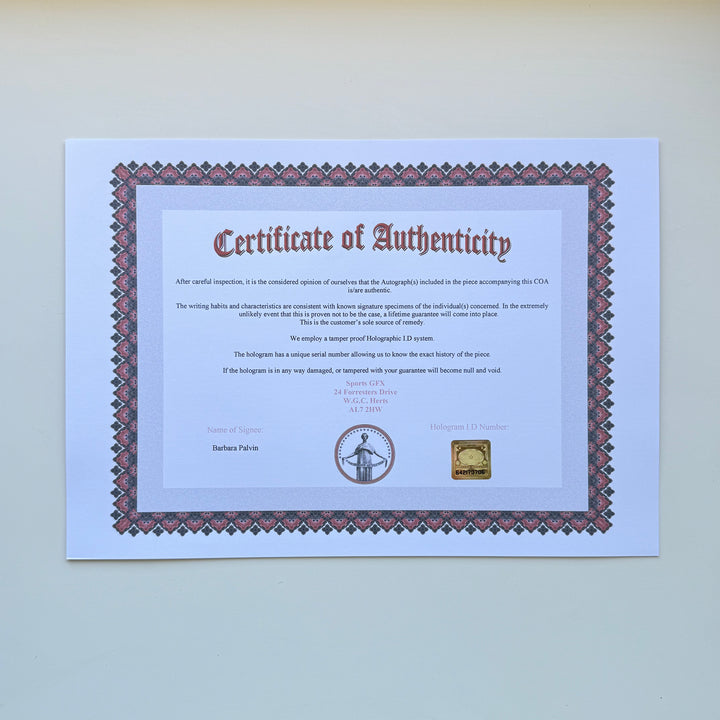 Certificate of Authenticity
After careful inspection, it is the considered opinion of ourselves that the Autograph(s) included in the piece accompanying this COA
is/are authentic.
The writing habits and characteristics are consistent with known signature specimens of the individual(s) concerned. In the extremely
unlikely event that this is proven not to be the case, a lifetime guarantee will come into place.
This is the customer's sole source of remedy.
We employ a tamper proof Holographic I.D system.
The hologram has a unique serial number allowing us to know the exact history of the piece.
If the hologram is in any way damaged, or tampered with your guarantee will become null and void.
Sports GFX
24 Forresters Drive
W.G.C, Herts
AL7 2HW
Name of Signee:
Hologram I.D Number:
Barbara Palvin